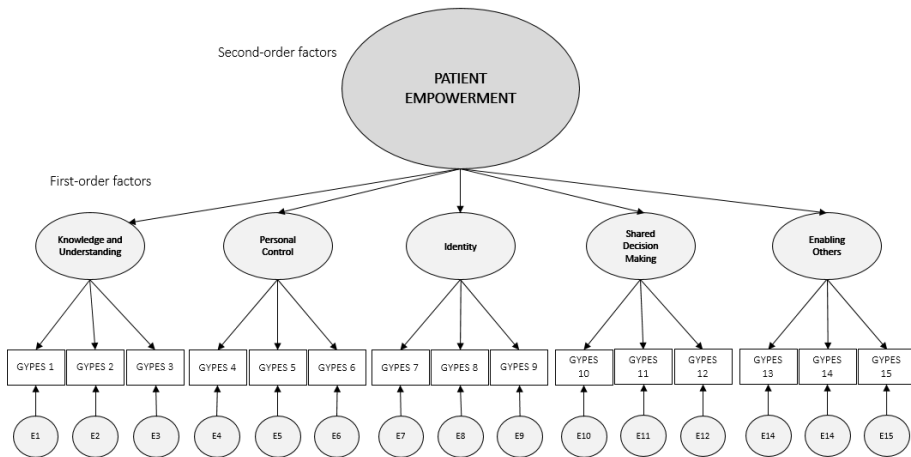 Second-order factors
PATIENT
EMPOWERMENT
First-order factors
Knowledge and
Understanding
Personal
Control
Identity
Shared
Decision
Making
Enabling
Others
GYPES 1
GYPES 2
GYPES 3
GYPES 4
GYPES 5
GYPES 6
GYPES 7
GYPES 8
GYPES 9
GYPES
10
GYPES
11
GYPES
12
GYPES
13
GYPES
14
GYPES
15
E1
E2
E3
E4
E5
E6
E7
E8
E9
E10
E11
E12
E14
E14
E15